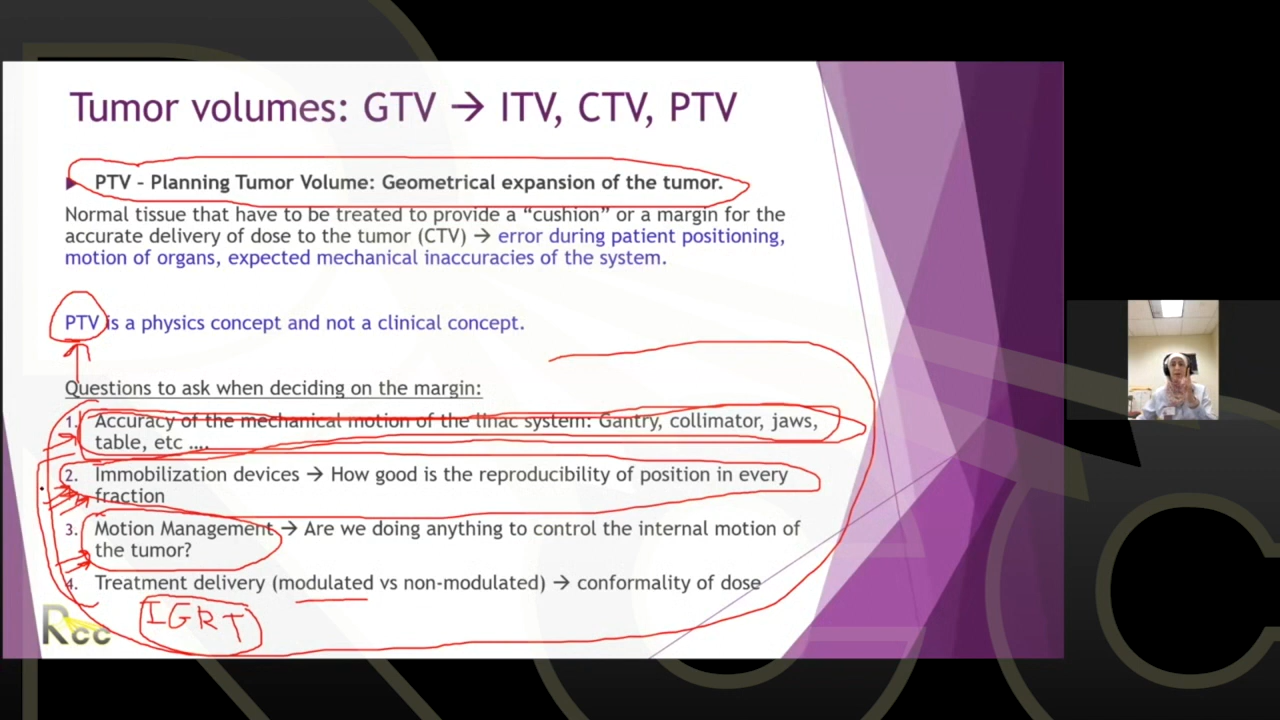 Tumor volumes: GTV → ITV, CTV, PTV
PTV – Planning Tumor Volume: Geometrical expansion of the tumor.
Normal tissue that have to be treated to provide a “cushion” or a margin for the
accurate delivery of dose to the tumor (CTV) → error during patient positioning,
motion of organs, expected mechanical inaccuracies of the system.
PTV is a physics concept and not a clinical concept.
Questions to ask when deciding on the margin:
1. Accuracy of the mechanical motion of the linac system: Gantry, collimator, jaws,
table, etc ....
2. Immobilization devices → How good is the reproducibility of position in every
fraction
3. Motion Management → Are we doing anything to control the internal motion of
the tumor?
4. Treatment delivery (modulated vs non-modulated) → conformality of dose
IGRT
Rcc